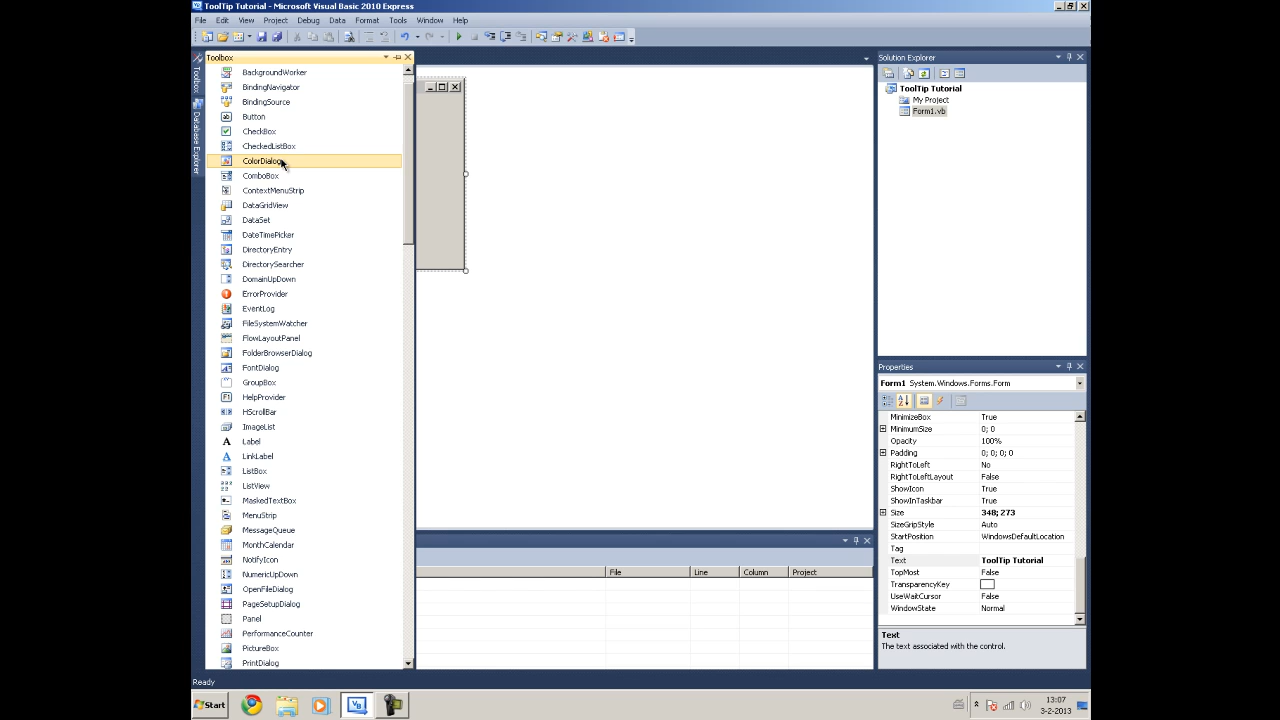 ToolTip Tutorial - Microsoft Visual Basic 2010 Express
File Edit View Project Format Debug Data Format Tools Window Help
Toolbox
Toolbox
Database Explorer
BackgroundWorker
BindingNavigator
BindingSource
Button
CheckBox
CheckedListBox
ColorDialog
ComboBox
ContextMenuStrip
DataGridView
DataSet
DateTimePicker
DirectoryEntry
DirectorySearcher
DomainUpDown
ErrorProvider
EventLog
FileSystemWatcher
FlowLayoutPanel
FolderBrowserDialog
FontDialog
GroupBox
HelpProvider
HScrollBar
ImageList
Label
LinkLabel
ListBox
ListView
MaskedTextBox
MenuStrip
MessageQueue
MonthCalendar
NotifyIcon
NumericUpDown
OpenFileDialog
PageSetupDialog
Panel
PerformanceCounter
PictureBox
PrintDialog
File Line Column Project
Solution Explorer
ToolTip Tutorial
My Project
Form1.vb
Properties
Form1 System.Windows.Forms.Form
MinimizeBox True
MinimumSize 0; 0
Opacity 100%
Padding 0; 0; 0; 0
RightToLeft No
RightToLeftLayout False
ShowIcon True
ShowInTaskbar True
Size 348; 273
SizeGripStyle Auto
StartPosition WindowsDefaultLocation
Tag
Text ToolTip Tutorial
TopMost False
TransparencyKey
UseWaitCursor False
WindowState Normal
Text
The text associated with the control.
Ready
Start
13:07
3-2-2013